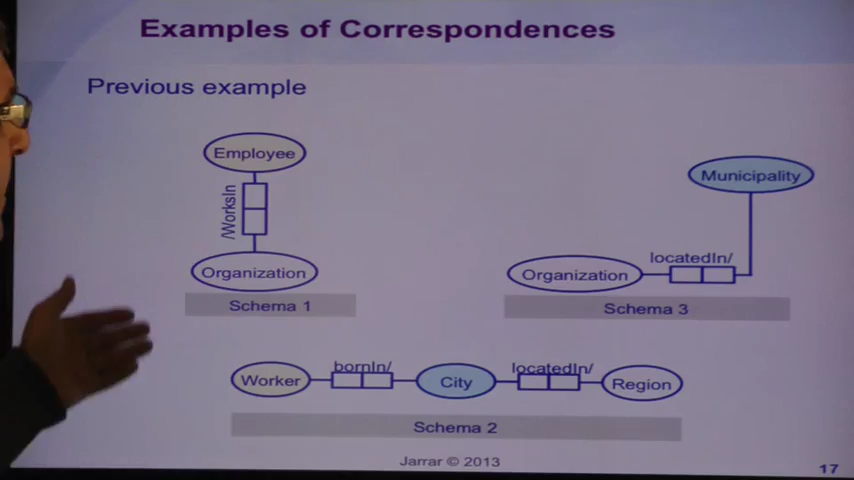 Examples of Correspondences
Previous example
Employee
/WorksIn
Organization
Schema 1
Municipality
locatedIn/
Organization
Schema 3
bornIn/
locatedIn/
Worker
City
Region
Schema 2
Jarrar © 2013
17